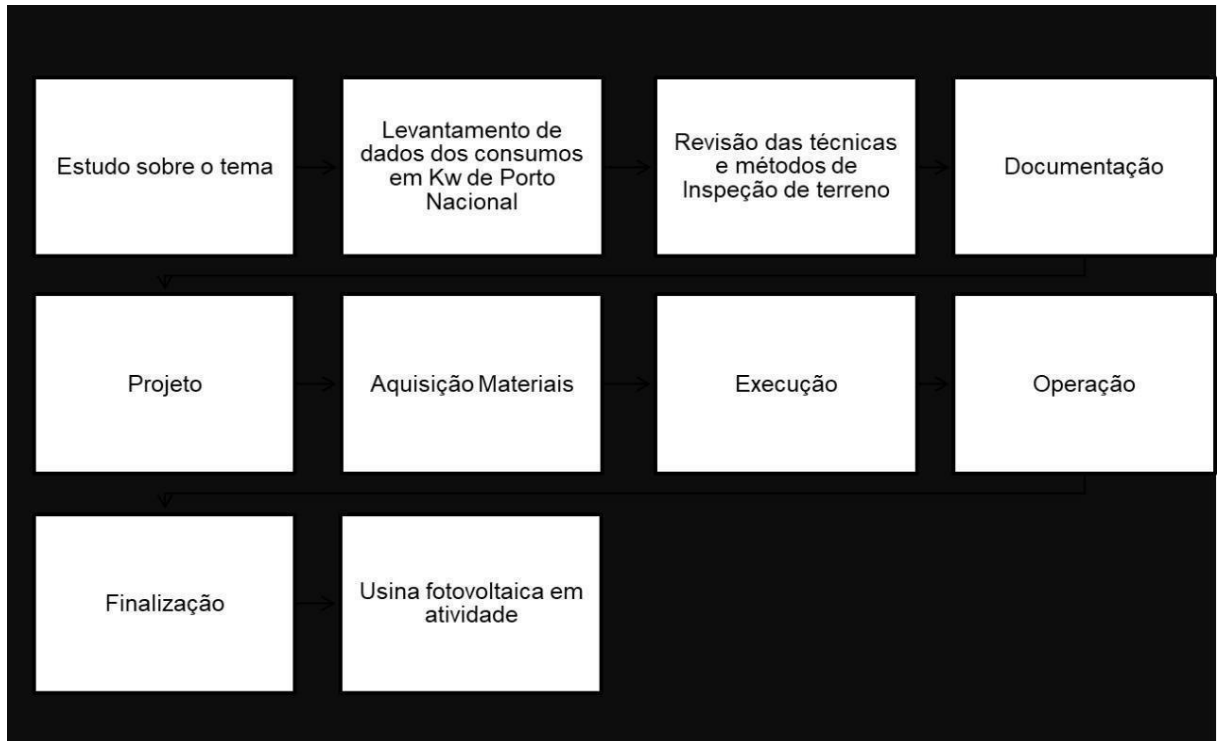 Estudo sobre o tema
Levantamento de
dados dos consumos
em Kw de Porto
Nacional
Revisão das técnicas
e métodos de
Inspeção de terreno
Documentação
Projeto
Aquisição Materiais
Execução
Operação
Finalização
Usina fotovoltaica em
atividade